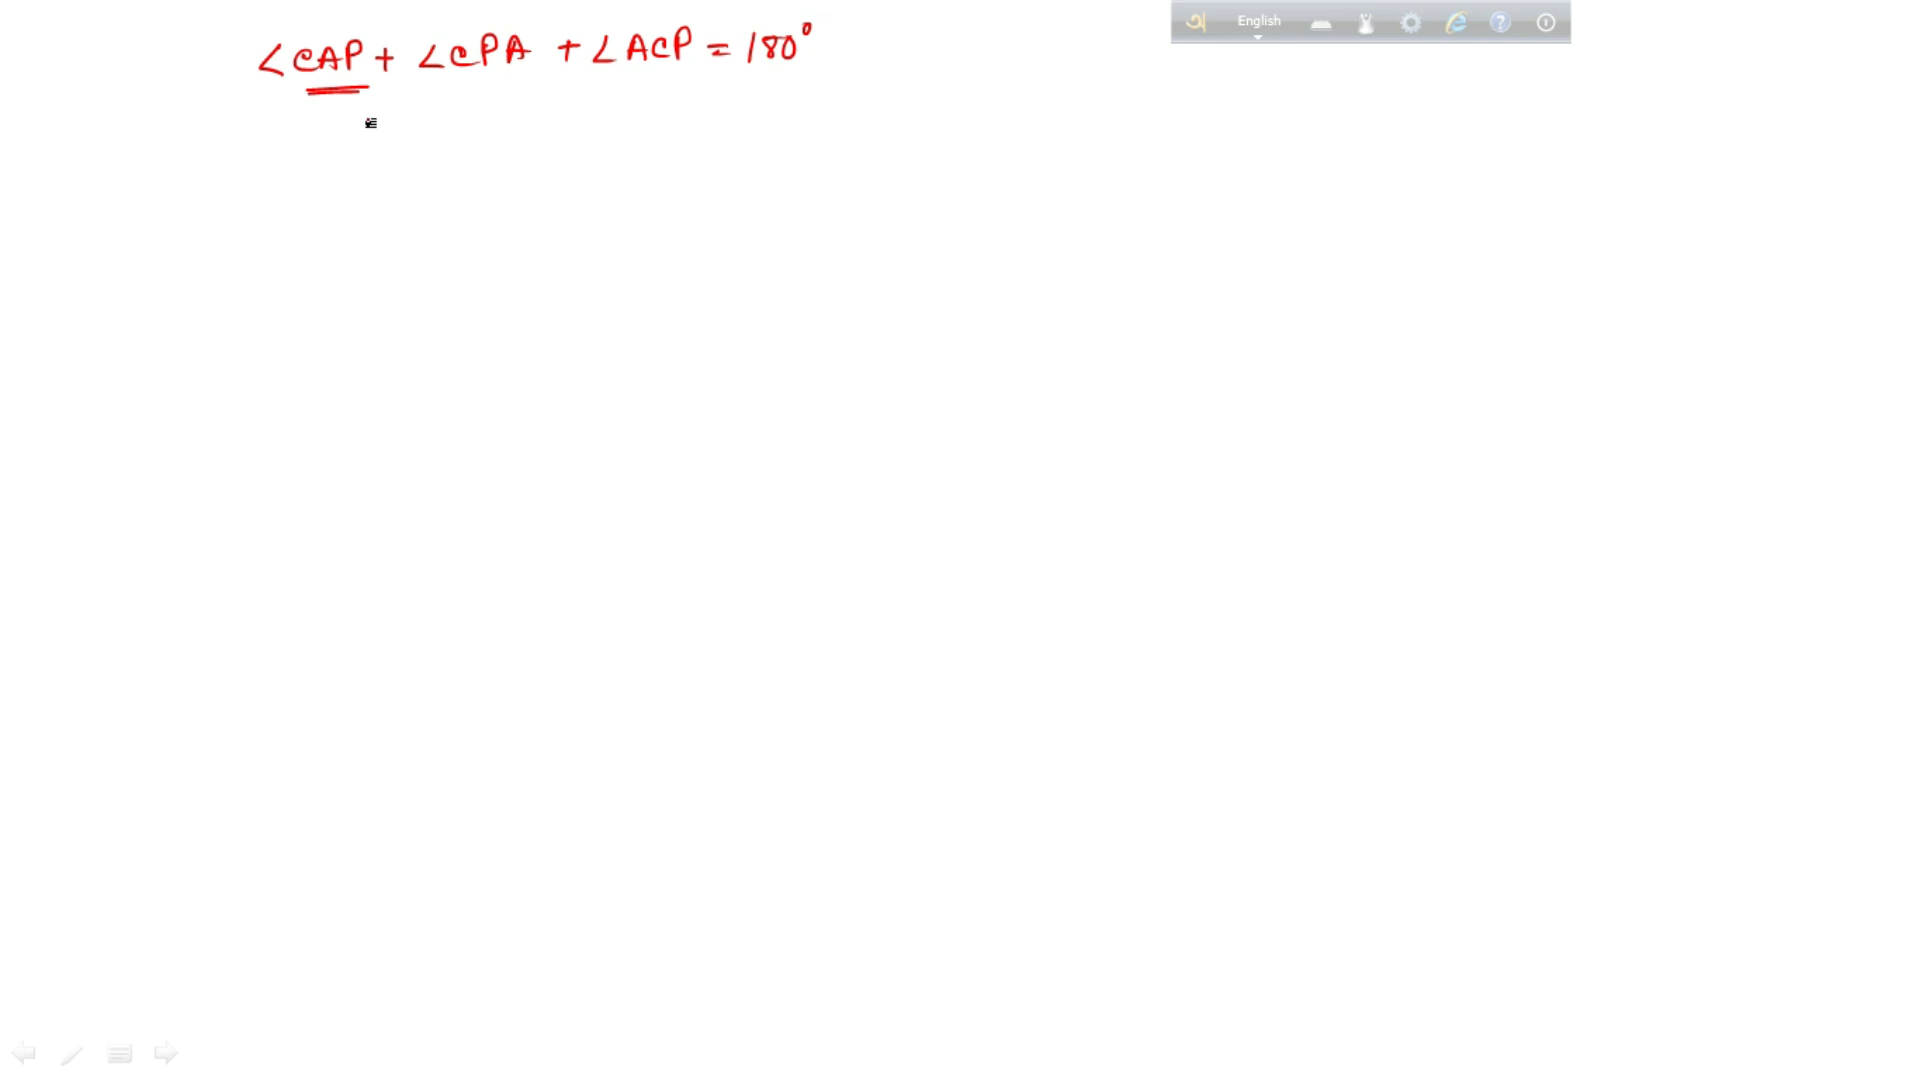 ∠CAP + ∠CPA + ∠ACP = 180°
English